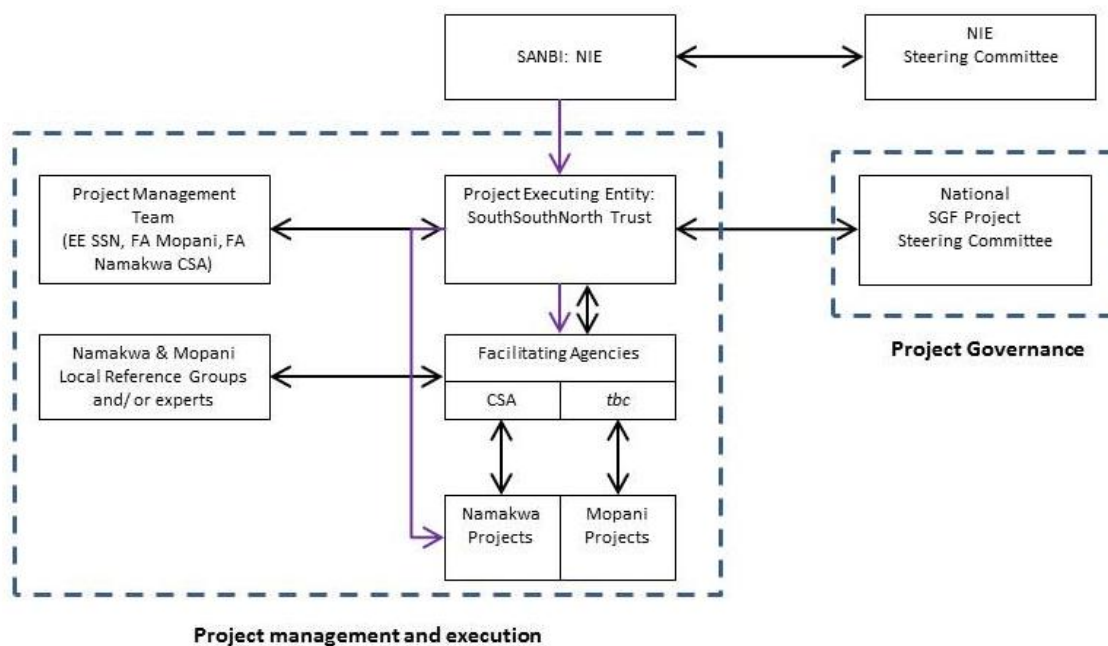 SANBI: NIE
NIE
Steering Committee
Project Management
Team
(EE SSN, FA Mopani, FA
Namakwa CSA)
Project Executing Entity:
SouthSouthNorth Trust
National
SGF Project
Steering Committee
Namakwa & Mopani
Local Reference Groups
and/ or experts
Facilitating Agencies
CSA
tbc
Project Governance
Namakwa
Projects
Mopani
Projects
Project management and execution